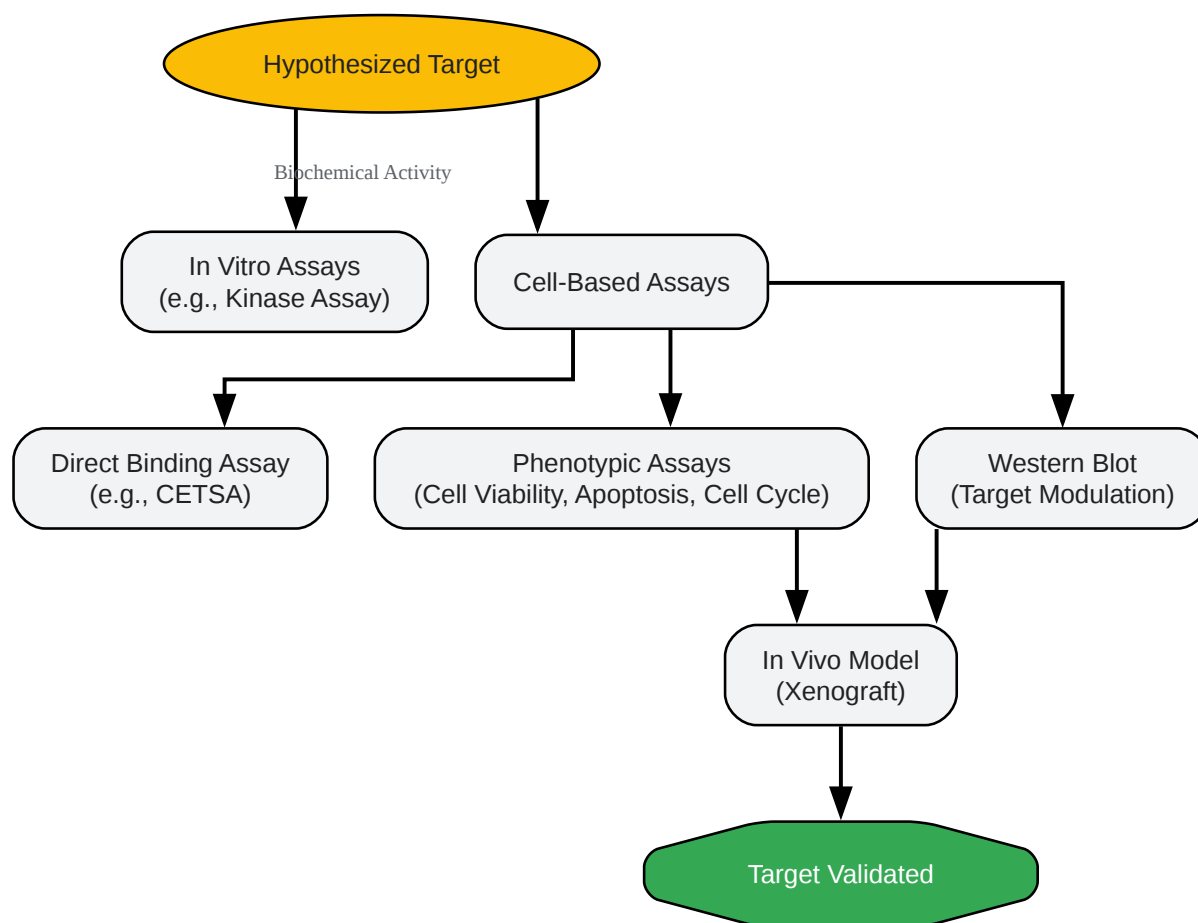 Hypothesized Target
Biochemical Activity
In Vitro Assays
(e.g., Kinase Assay)
Cell-Based Assays
Direct Binding Assay
(e.g., CETSA)
Phenotypic Assays
(Cell Viability, Apoptosis, Cell Cycle)
Western Blot
(Target Modulation)
In Vivo Model
(Xenograft)
Target Validated